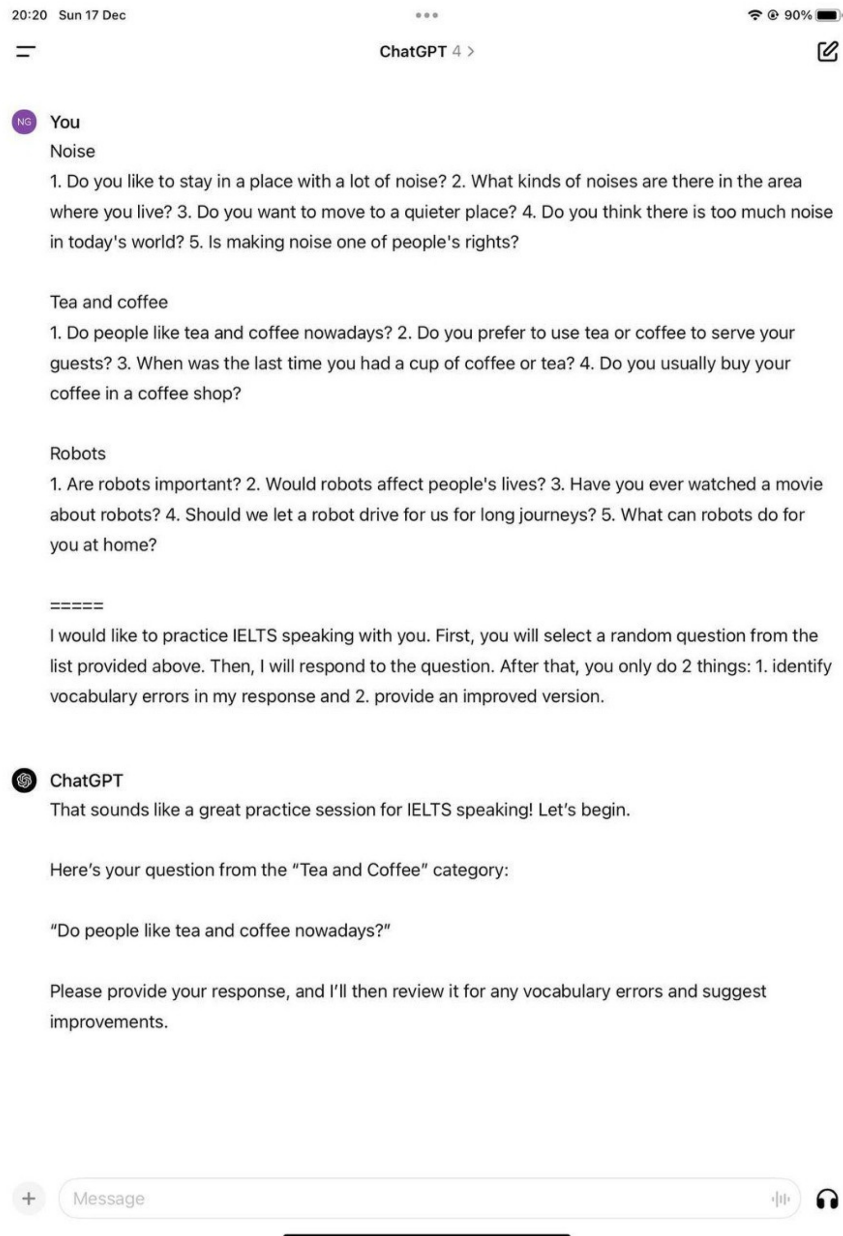 20:20 Sun 17 Dec
90%
ChatGPT 4 >
NG
You
Noise
1. Do you like to stay in a place with a lot of noise? 2. What kinds of noises are there in the area
where you live? 3. Do you want to move to a quieter place? 4. Do you think there is too much noise
in today's world? 5. Is making noise one of people's rights?
Tea and coffee
1. Do people like tea and coffee nowadays? 2. Do you prefer to use tea or coffee to serve your
guests? 3. When was the last time you had a cup of coffee or tea? 4. Do you usually buy your
coffee in a coffee shop?
Robots
1. Are robots important? 2. Would robots affect people's lives? 3. Have you ever watched a movie
about robots? 4. Should we let a robot drive for us for long journeys? 5. What can robots do for
you at home?
=====
I would like to practice IELTS speaking with you. First, you will select a random question from the
list provided above. Then, I will respond to the question. After that, you only do 2 things: 1. identify
vocabulary errors in my response and 2. provide an improved version.
ChatGPT
That sounds like a great practice session for IELTS speaking! Let’s begin.
Here’s your question from the “Tea and Coffee” category:
“Do people like tea and coffee nowadays?”
Please provide your response, and I’ll then review it for any vocabulary errors and suggest
improvements.
Message